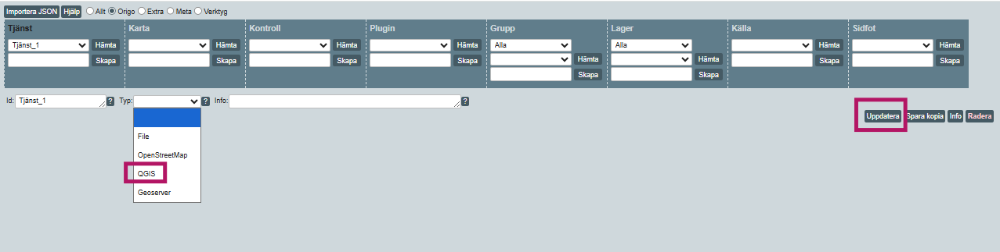 Importera JSON Hjälp Allt Origo Extra Meta Verktyg
Tjänst Karta Kontroll Plugin Grupp Lager Källa Sidfot
Tjänst_1 Hämta Hämta Hämta Hämta Alla Alla Hämta Hämta
Skapa Skapa Skapa Skapa Hämta Hämta Skapa Skapa
Skapa Skapa
Id: Tjänst_1 ? Typ: ? Info: ?
Uppdatera Spara kopia Info Radera
File
OpenStreetMap
QGIS
Geoserver